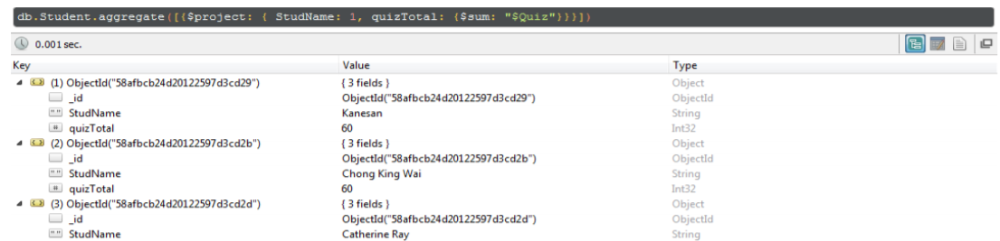 db.Student.aggregate([{$project: { StudName: 1, quizTotal: {$sum: "$Quiz"}}}])
0.001 sec.
Key Value Type
(1) ObjectId("58afbcb24d20122597d3cd29") { 3 fields } Object
_id ObjectId("58afbcb24d20122597d3cd29") ObjectId
"" StudName Kanesan String
# quizTotal 60 Int32
(2) ObjectId("58afbcb24d20122597d3cd2b") { 3 fields } Object
_id ObjectId("58afbcb24d20122597d3cd2b") ObjectId
"" StudName Chong King Wai String
# quizTotal 60 Int32
(3) ObjectId("58afbcb24d20122597d3cd2d") { 3 fields } Object
_id ObjectId("58afbcb24d20122597d3cd2d") ObjectId
"" StudName Catherine Ray String